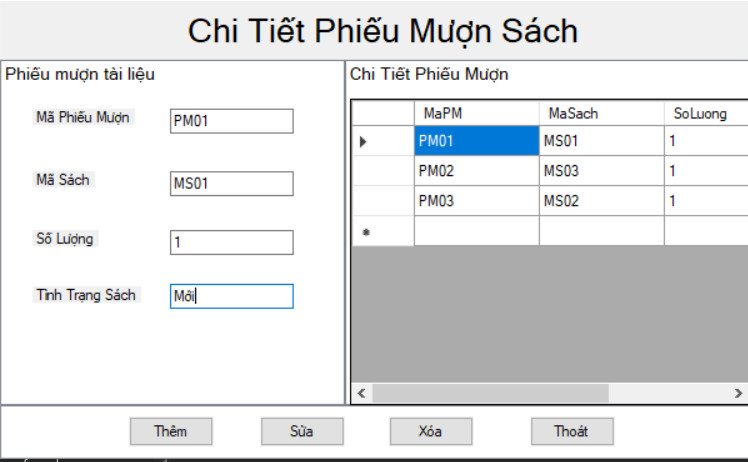 Chi Tiết Phiếu Mượn Sách
Phiếu mượn tài liệu
Mã Phiếu Mượn PM01
Mã Sách MS01
Số Lượng 1
Tình Trạng Sách Mới
Chi Tiết Phiếu Mượn
MaPM MaSach SoLuong
PM01 MS01 1
PM02 MS03 1
PM03 MS02 1
Thêm Sửa Xóa Thoát